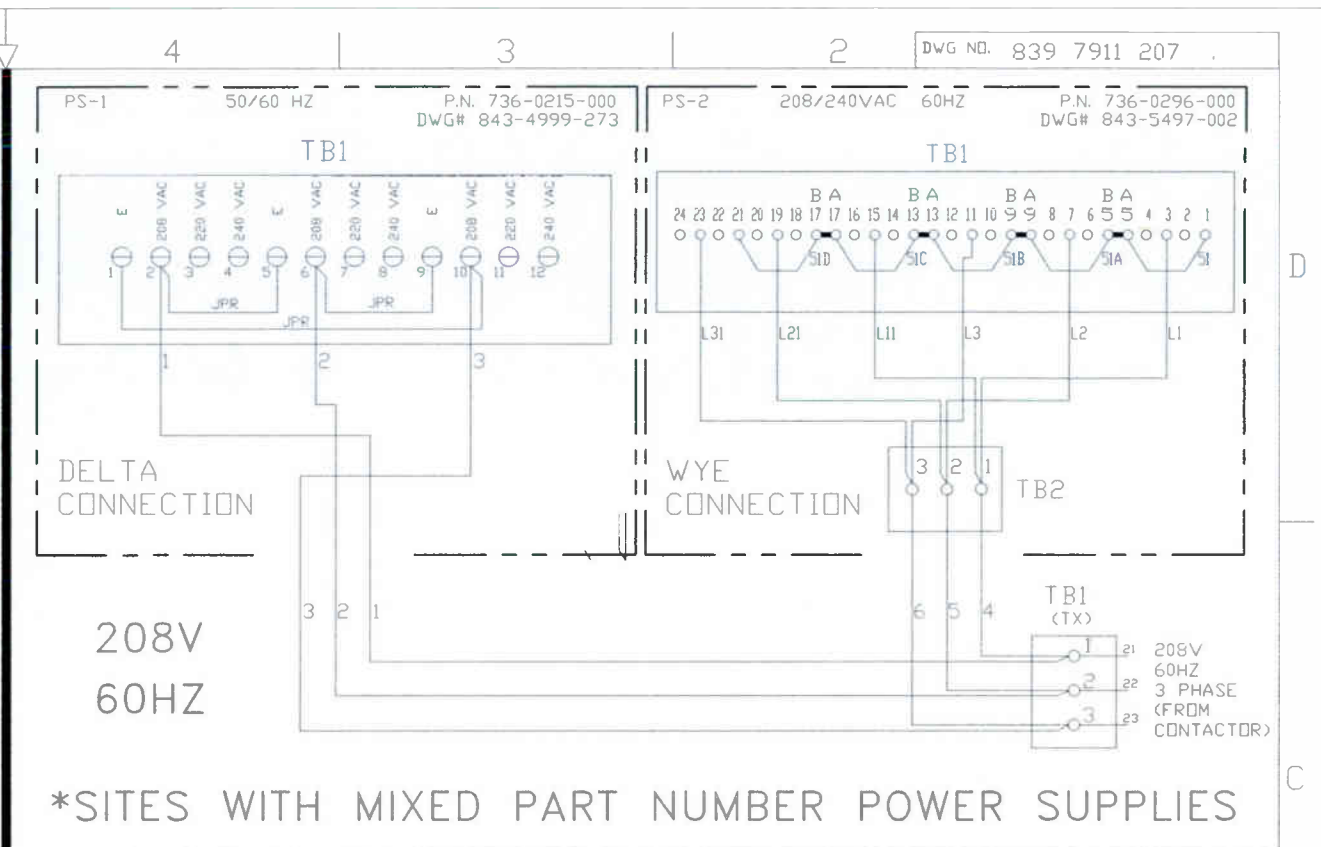 4 3 2 DWG NO. 839 7911 207
PS-1 50/60 HZ P.N. 736-0215-000
DWG# 843-4999-273
PS-2 208/240VAC 60HZ P.N. 736-0296-000
DWG# 843-5497-002
TB1
E 208 VAC 220 VAC 240 VAC E 208 VAC 220 VAC 240 VAC E 208 VAC 220 VAC 240 VAC
1 2 3 4 5 6 7 8 9 10 11 12
JPR JPR
JPR
1 2 3
DELTA
CONNECTION
TB1
B A B A B A B A
24 23 22 21 20 19 18 17 17 16 15 14 13 13 12 11 10 9 9 8 7 6 5 5 4 3 2 1
S1D S1C S1B S1A S1
L31 L21 L11 L3 L2 L1
WYE
CONNECTION
3 2 1
TB2
D
208V
60HZ
3 2 1
6 5 4
TB1
(TX)
1 21 208V
60HZ
2 22 3 PHASE
(FROM
3 23 CONTACTOR)
C
*SITES WITH MIXED PART NUMBER POWER SUPPLIES